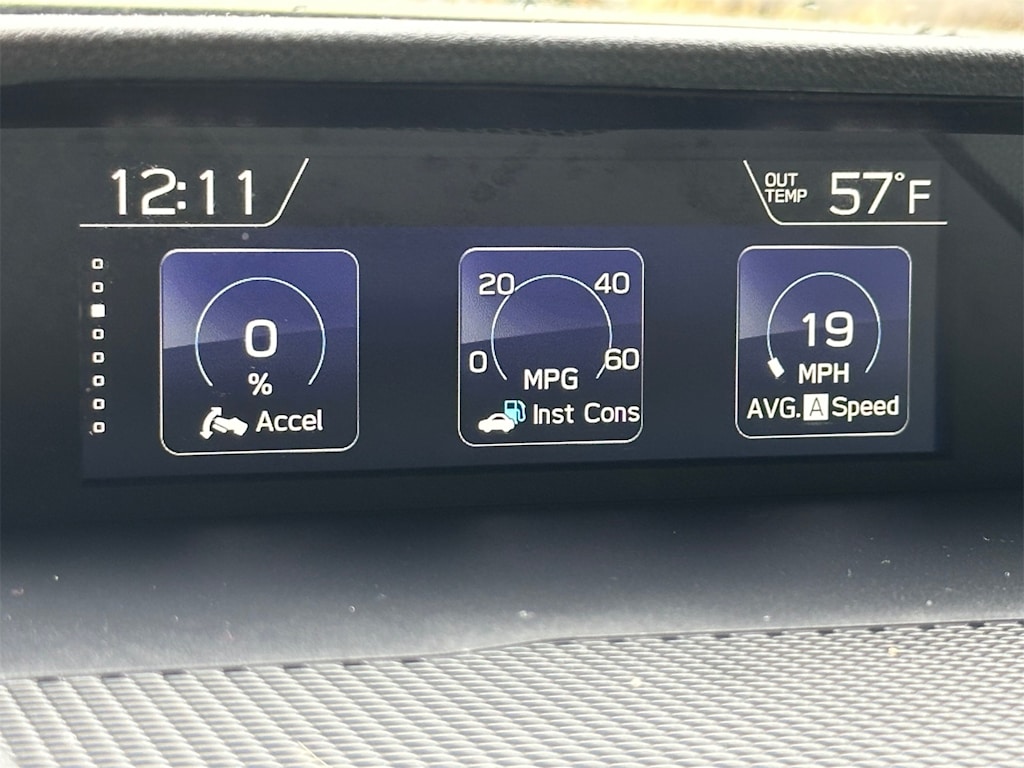 12:11
OUT TEMP 57°F
0
%
Accel
20 40
0 60
MPG
Inst Cons
19
MPH
AVG. A Speed